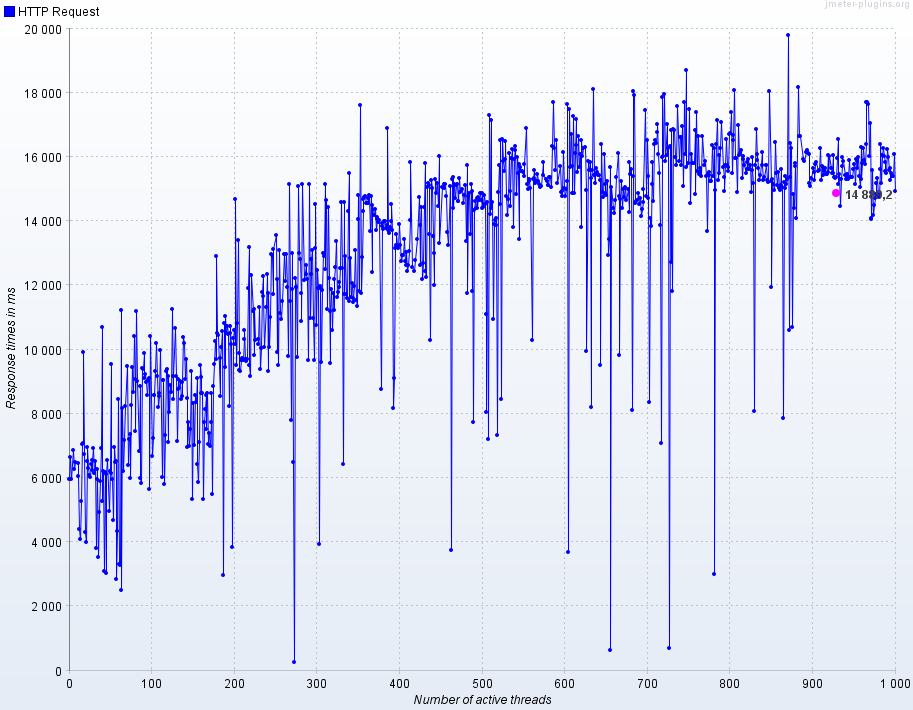 HTTP Request
jmeter-plugins.org
20 000
18 000
16 000
14 000
12 000
10 000
8 000
6 000
4 000
2 000
0
Response times in ms
0 100 200 300 400 500 600 700 800 900 1 000
Number of active threads